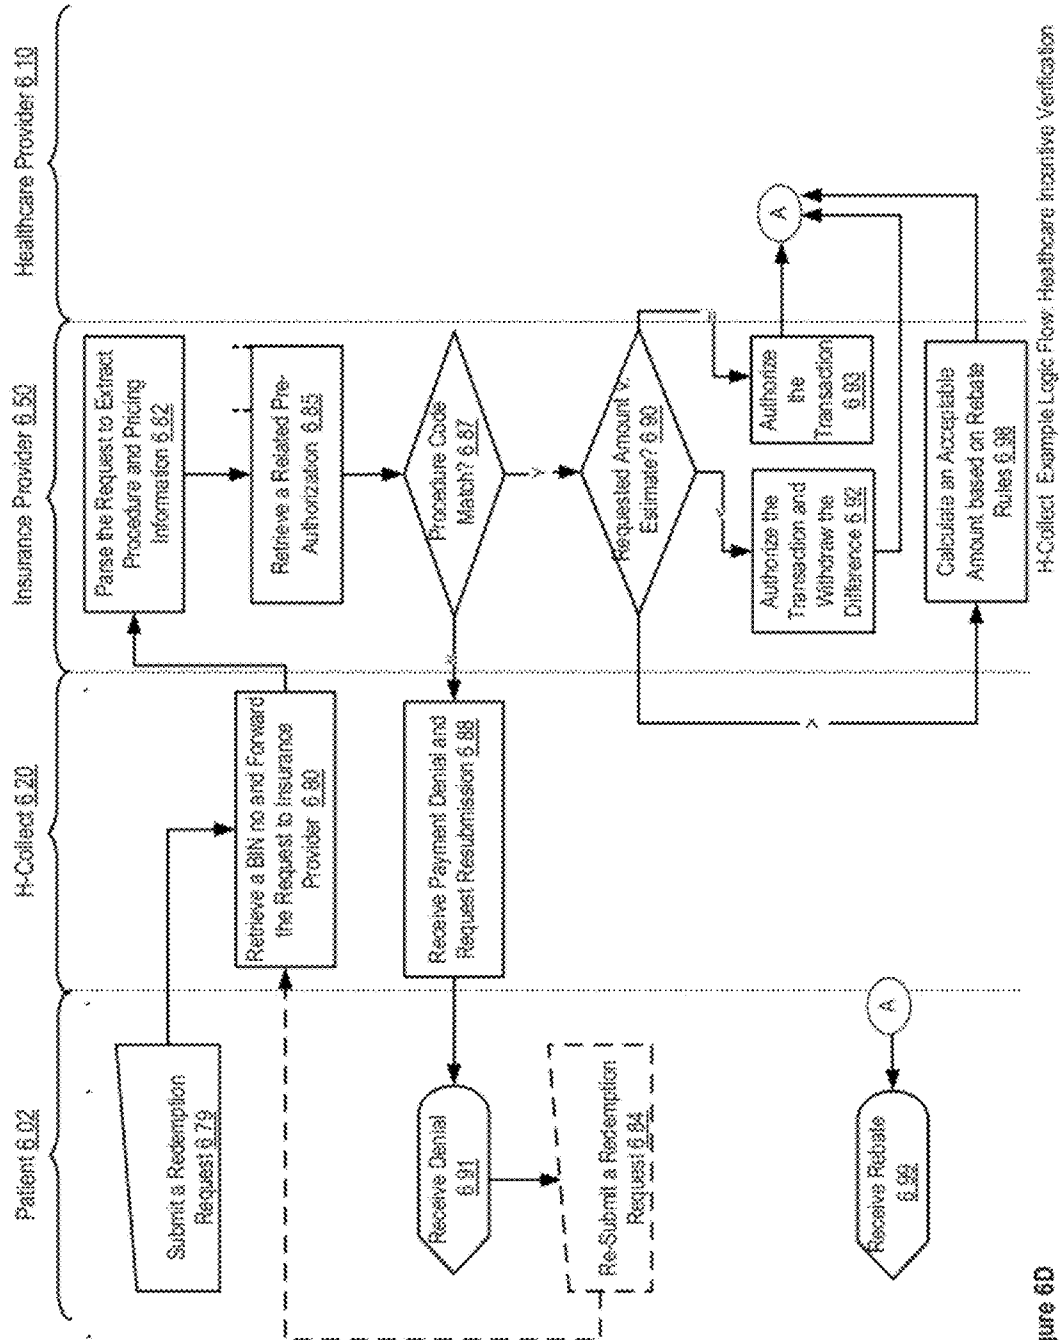 Patient 6.02
H-Collect 6.20
Insurance Provider 6.50
Healthcare Provider 6.10
Submit a Redemption
Request 6.79
Retrieve a BIN no and Forward
the Request to Insurance
Provider 6.80
Parse the Request to Extract
Procedure and Pricing
Information 6.82
Retrieve a Related Pre-
Authorization 6.85
Procedure Code
Match? 6.87
Y
Receive Payment Denial and
Request Resubmission 6.88
Receive Denial
6.91
Re-Submit a Redemption
Request 6.84
Requested Amount v.
Estimate? 6.90
<
=
>
Authorize the
Transaction and
Withdraw the
Difference 6.92
Authorize
the
Transaction
6.93
A
Calculate an Acceptable
Amount based on Rebate
Rules 6.98
A
Receive Rebate
6.99
ure 6D
H-Collect Example Logic Flow: Healthcare Incentive Verification